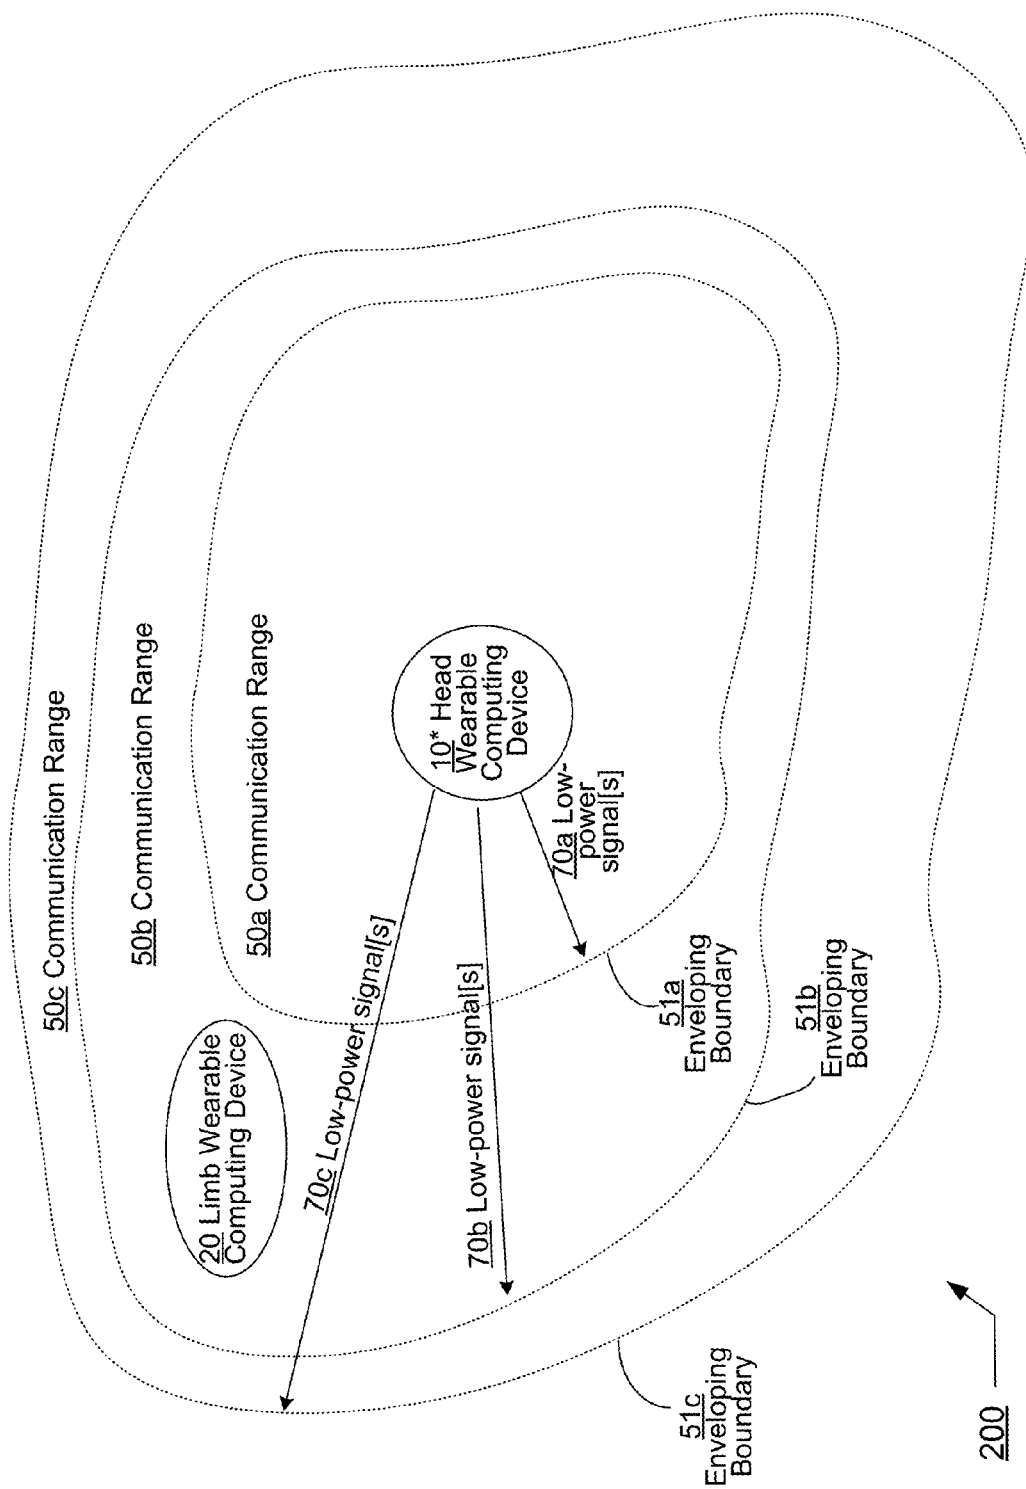 50c Communication Range
50b Communication Range
50a Communication Range
20 Limb Wearable
Computing Device
10* Head
Wearable
Computing
Device
70c Low-power signal[s]
70b Low-power signal[s]
70a Low-
power
signal[s]
51a
Enveloping
Boundary
51b
Enveloping
Boundary
51c
Enveloping
Boundary
200